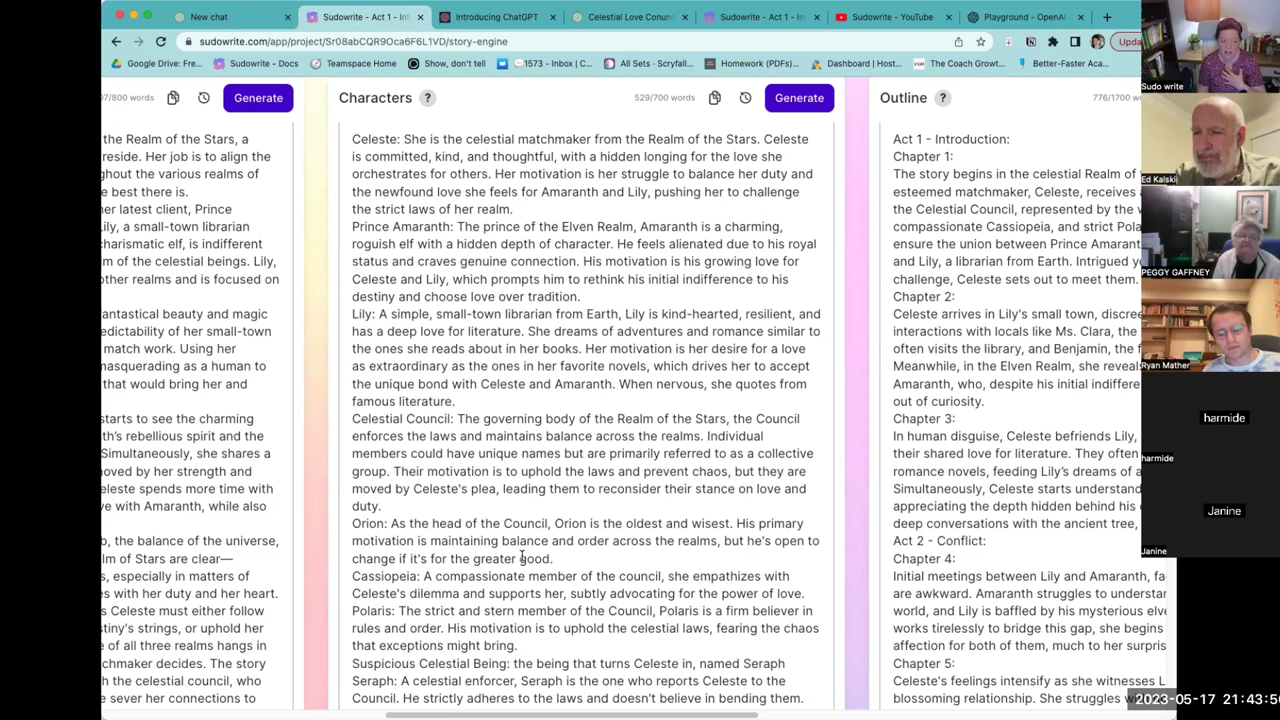 New chat
Sudowrite - Act 1 - Int
Introducing ChatGPT
Celestial Love Conund
Sudowrite - Act 1 - Int
Sudowrite - YouTube
Playground - OpenAI
sudowrite.com/app/project/Sr08abCQR9Oca6F6L1VD/story-engine
Upda
Google Drive: Fre...
Sudowrite - Docs
Teamspace Home
Show, don't tell
1573 - Inbox | C...
All Sets · Scryfall...
Homework (PDFs)...
Dashboard | Host...
The Coach Growt...
Better-Faster Aca...
07/800 words
Generate
the Realm of the Stars, a
reside. Her job is to align the
ghout the various realms of
e best there is.
her latest client, Prince
ily, a small-town librarian
charismatic elf, is indifferent
m of the celestial beings. Lily,
other realms and is focused on
antastical beauty and magic
edictability of her small-town
match work. Using her
masquerading as a human to
that would bring her and
starts to see the charming
th's rebellious spirit and the
Simultaneously, she shares a
moved by her strength and
eleste spends more time with
ve with Amaranth, while also
b, the balance of the universe,
lm of Stars are clear—
s, especially in matters of
es with her duty and her heart.
s Celeste must either follow
stiny's strings, or uphold her
e of all three realms hangs in
tchmaker decides. The story
h the celestial council, who
e sever her connections to
Characters ?
529/700 words
Generate
Celeste: She is the celestial matchmaker from the Realm of the Stars. Celeste
is committed, kind, and thoughtful, with a hidden longing for the love she
orchestrates for others. Her motivation is her struggle to balance her duty and
the newfound love she feels for Amaranth and Lily, pushing her to challenge
the strict laws of her realm.
Prince Amaranth: The prince of the Elven Realm, Amaranth is a charming,
roguish elf with a hidden depth of character. He feels alienated due to his royal
status and craves genuine connection. His motivation is his growing love for
Celeste and Lily, which prompts him to rethink his initial indifference to his
destiny and choose love over tradition.
Lily: A simple, small-town librarian from Earth, Lily is kind-hearted, resilient, and
has a deep love for literature. She dreams of adventures and romance similar to
the ones she reads about in her books. Her motivation is her desire for a love
as extraordinary as the ones in her favorite novels, which drives her to accept
the unique bond with Celeste and Amaranth. When nervous, she quotes from
famous literature.
Celestial Council: The governing body of the Realm of the Stars, the Council
enforces the laws and maintains balance across the realms. Individual
members could have unique names but are primarily referred to as a collective
group. Their motivation is to uphold the laws and prevent chaos, but they are
moved by Celeste's plea, leading them to reconsider their stance on love and
duty.
Orion: As the head of the Council, Orion is the oldest and wisest. His primary
motivation is maintaining balance and order across the realms, but he's open to
change if it's for the greater good.
Cassiopeia: A compassionate member of the council, she empathizes with
Celeste's dilemma and supports her, subtly advocating for the power of love.
Polaris: The strict and stern member of the Council, Polaris is a firm believer in
rules and order. His motivation is to uphold the celestial laws, fearing the chaos
that exceptions might bring.
Suspicious Celestial Being: the being that turns Celeste in, named Seraph
Seraph: A celestial enforcer, Seraph is the one who reports Celeste to the
Council. He strictly adheres to the laws and doesn't believe in bending them.
Outline ?
776/1700 wor
Act 1 - Introduction:
Chapter 1:
The story begins in the celestial Realm of
esteemed matchmaker, Celeste, receives a
the Celestial Council, represented by the w
compassionate Cassiopeia, and strict Pola
ensure the union between Prince Amarant
and Lily, a librarian from Earth. Intrigued y
challenge, Celeste sets out to meet them.
Chapter 2:
Celeste arrives in Lily's small town, discree
interactions with locals like Ms. Clara, the
often visits the library, and Benjamin, the f
Meanwhile, in the Elven Realm, she reveal
Amaranth, who, despite his initial indiffere
out of curiosity.
Chapter 3:
In human disguise, Celeste befriends Lily,
their shared love for literature. They often
romance novels, feeding Lily's dreams of a
Simultaneously, Celeste starts understand
appreciating the depth hidden behind his
deep conversations with the ancient tree,
Act 2 - Conflict:
Chapter 4:
Initial meetings between Lily and Amaranth, fa
are awkward. Amaranth struggles to understan
world, and Lily is baffled by his mysterious elve
works tirelessly to bridge this gap, she begins
affection for both of them, much to her surpris
Chapter 5:
Celeste's feelings intensify as she witnesses L
blossoming relationship. She struggles w
Sudo write
Ed Kalski
PEGGY GAFFNEY
Ryan Mather
harmide
harmide
Janine
Janine
2023-05-17 21:43:5